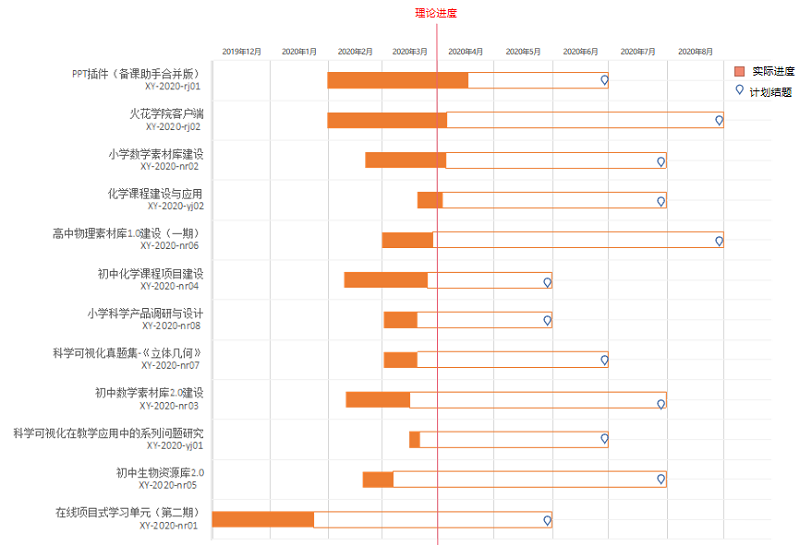 理论进度
2019年12月 2020年1月 2020年2月 2020年3月 2020年4月 2020年5月 2020年6月 2020年7月 2020年8月
实际进度
计划结题
PPT插件（备课助手合并版）
XY-2020-rj01
火花学院客户端
XY-2020-rj02
小学数学素材库建设
XY-2020-nr02
化学课程建设与应用
XY-2020-yj02
高中物理素材库1.0建设（一期）
XY-2020-nr06
初中化学课程项目建设
XY-2020-nr04
小学科学产品调研与设计
XY-2020-nr08
科学可视化真题集-《立体几何》
XY-2020-nr07
初中数学素材库2.0建设
XY-2020-nr03
科学可视化在教学应用中的系列问题研究
XY-2020-yj01
初中生物资源库2.0
XY-2020-nr05
在线项目式学习单元（第二期）
XY-2020-nr01